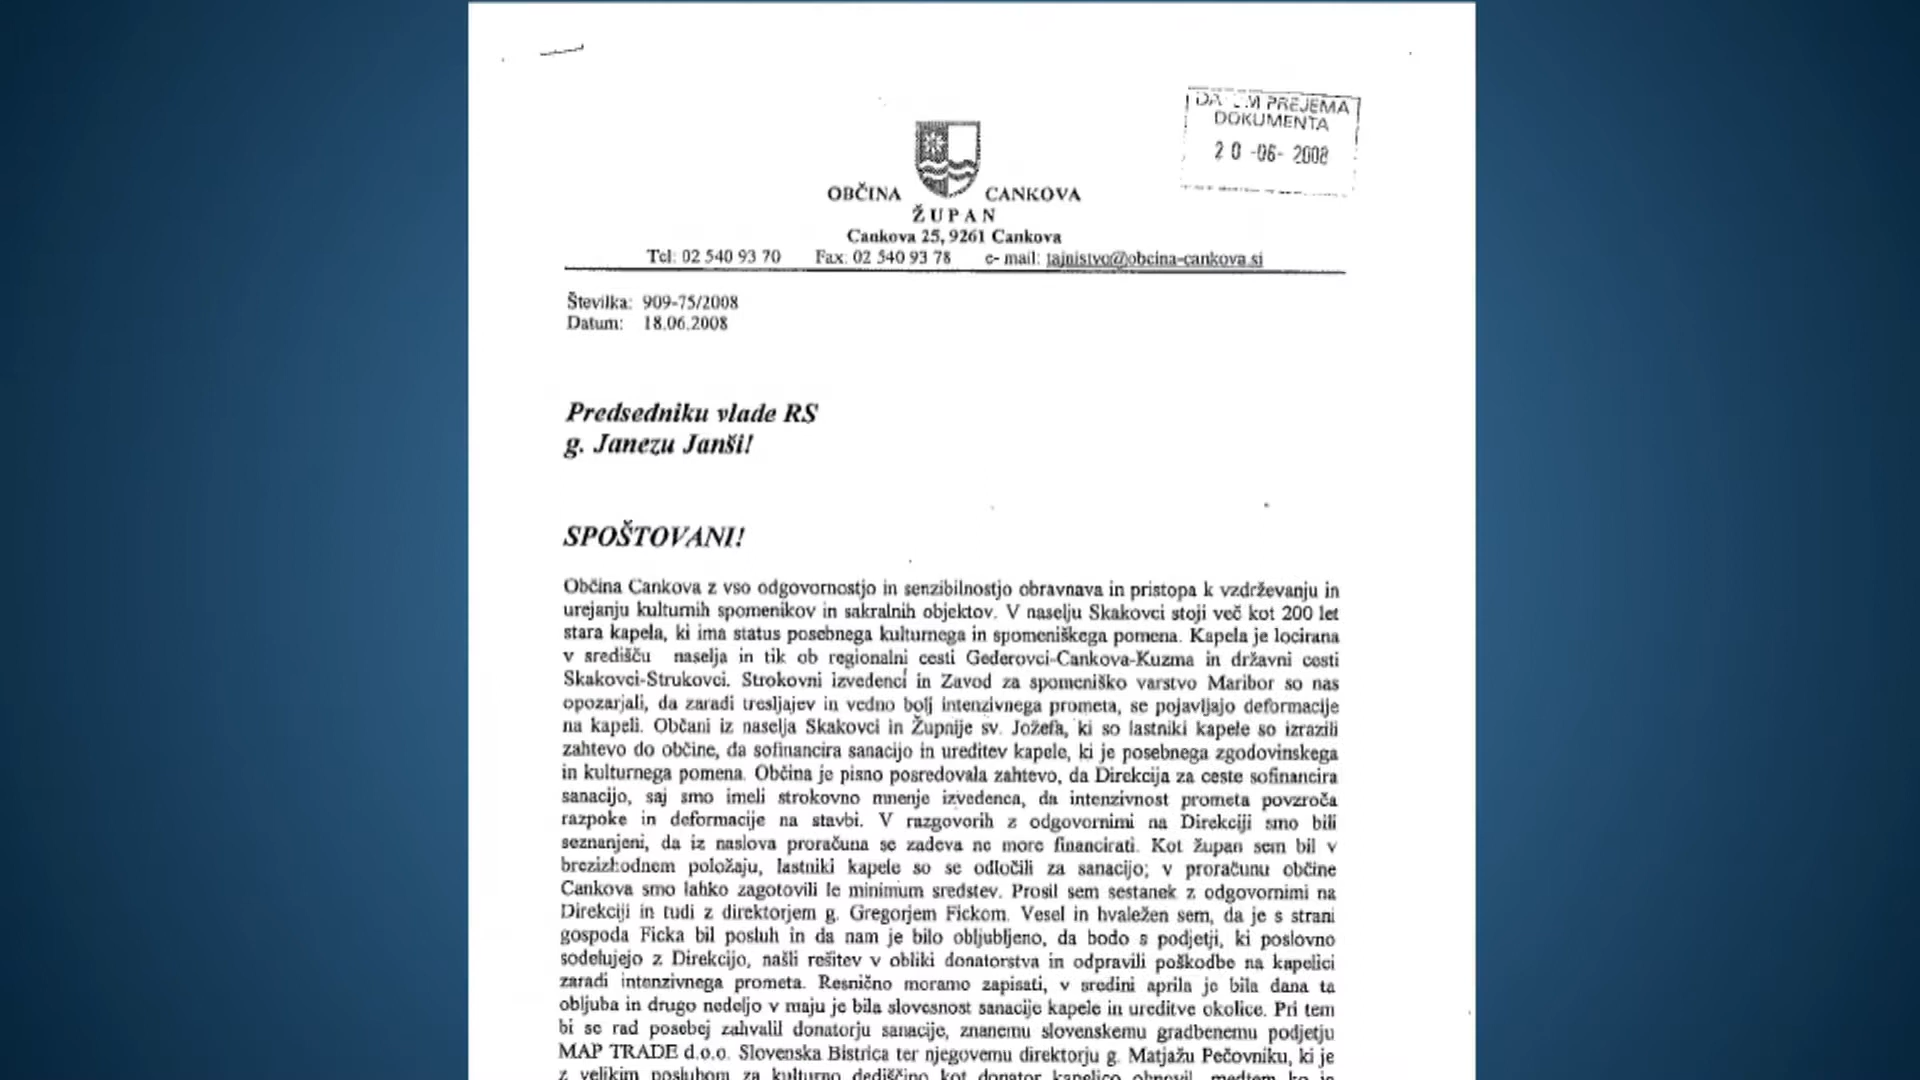 DATUM PREJEMA
DOKUMENTA
20 -06- 2008
OBČINA CANKOVA
ŽUPAN
Cankova 25, 9261 Cankova
Tel: 02 540 93 70 Fax: 02 540 93 78 e- mail: tajnistvo@obcina-cankova.si
Številka: 909-75/2008
Datum: 18.06.2008
Predsedniku vlade RS
g. Janezu Janši!
SPOŠTOVANI!
Občina Cankova z vso odgovornostjo in senzibilnostjo obravnava in pristopa k vzdrževanju in
urejanju kulturnih spomenikov in sakralnih objektov. V naselju Skakovci stoji več kot 200 let
stara kapela, ki ima status posebnega kulturnega in spomeniškega pomena. Kapela je locirana
v središču naselja in tik ob regionalni cesti Gederovci-Cankova-Kuzma in državni cesti
Skakovci-Strukovci. Strokovni izvedenci in Zavod za spomeniško varstvo Maribor so nas
opozarjali, da zaradi tresljajev in vedno bolj intenzivnega prometa, se pojavljajo deformacije
na kapeli. Občani iz naselja Skakovci in Župnije sv. Jožefa, ki so lastniki kapele so izrazili
zahtevo do občine, da sofinancira sanacijo in ureditev kapele, ki je posebnega zgodovinskega
in kulturnega pomena. Občina je pisno posredovala zahtevo, da Direkcija za ceste sofinancira
sanacijo, saj smo imeli strokovno mnenje izvedenca, da intenzivnost prometa povzroča
razpoke in deformacije na stavbi. V razgovorih z odgovornimi na Direkciji smo bili
seznanjeni, da iz naslova proračuna se zadeva ne more financirati. Kot župan sem bil v
brezizhodnem položaju, lastniki kapele so se odločili za sanacijo; v proračunu občine
Cankova smo lahko zagotovili le minimum sredstev. Prosil sem sestanek z odgovornimi na
Direkciji in tudi z direktorjem g. Gregorjem Fickom. Vesel in hvaležen sem, da je s strani
gospoda Ficka bil posluh in da nam je bilo obljubljeno, da bodo s podjetji, ki poslovno
sodelujejo z Direkcijo, našli rešitev v obliki donatorstva in odpravili poškodbe na kapelici
zaradi intenzivnega prometa. Resnično moramo zapisati, v sredini aprila je bila dana ta
obljuba in drugo nedeljo v maju je bila slovesnost sanacije kapele in ureditve okolice. Pri tem
bi se rad posebej zahvalil donatorju sanacije, znanemu slovenskemu gradbenemu podjetju
MAP TRADE d.o.o. Slovenska Bistrica ter njegovemu direktorju g. Matjažu Pečovniku, ki je
z velikim posluhom za kulturno dediščino kot donator kapelico obnovil, medtem ko je